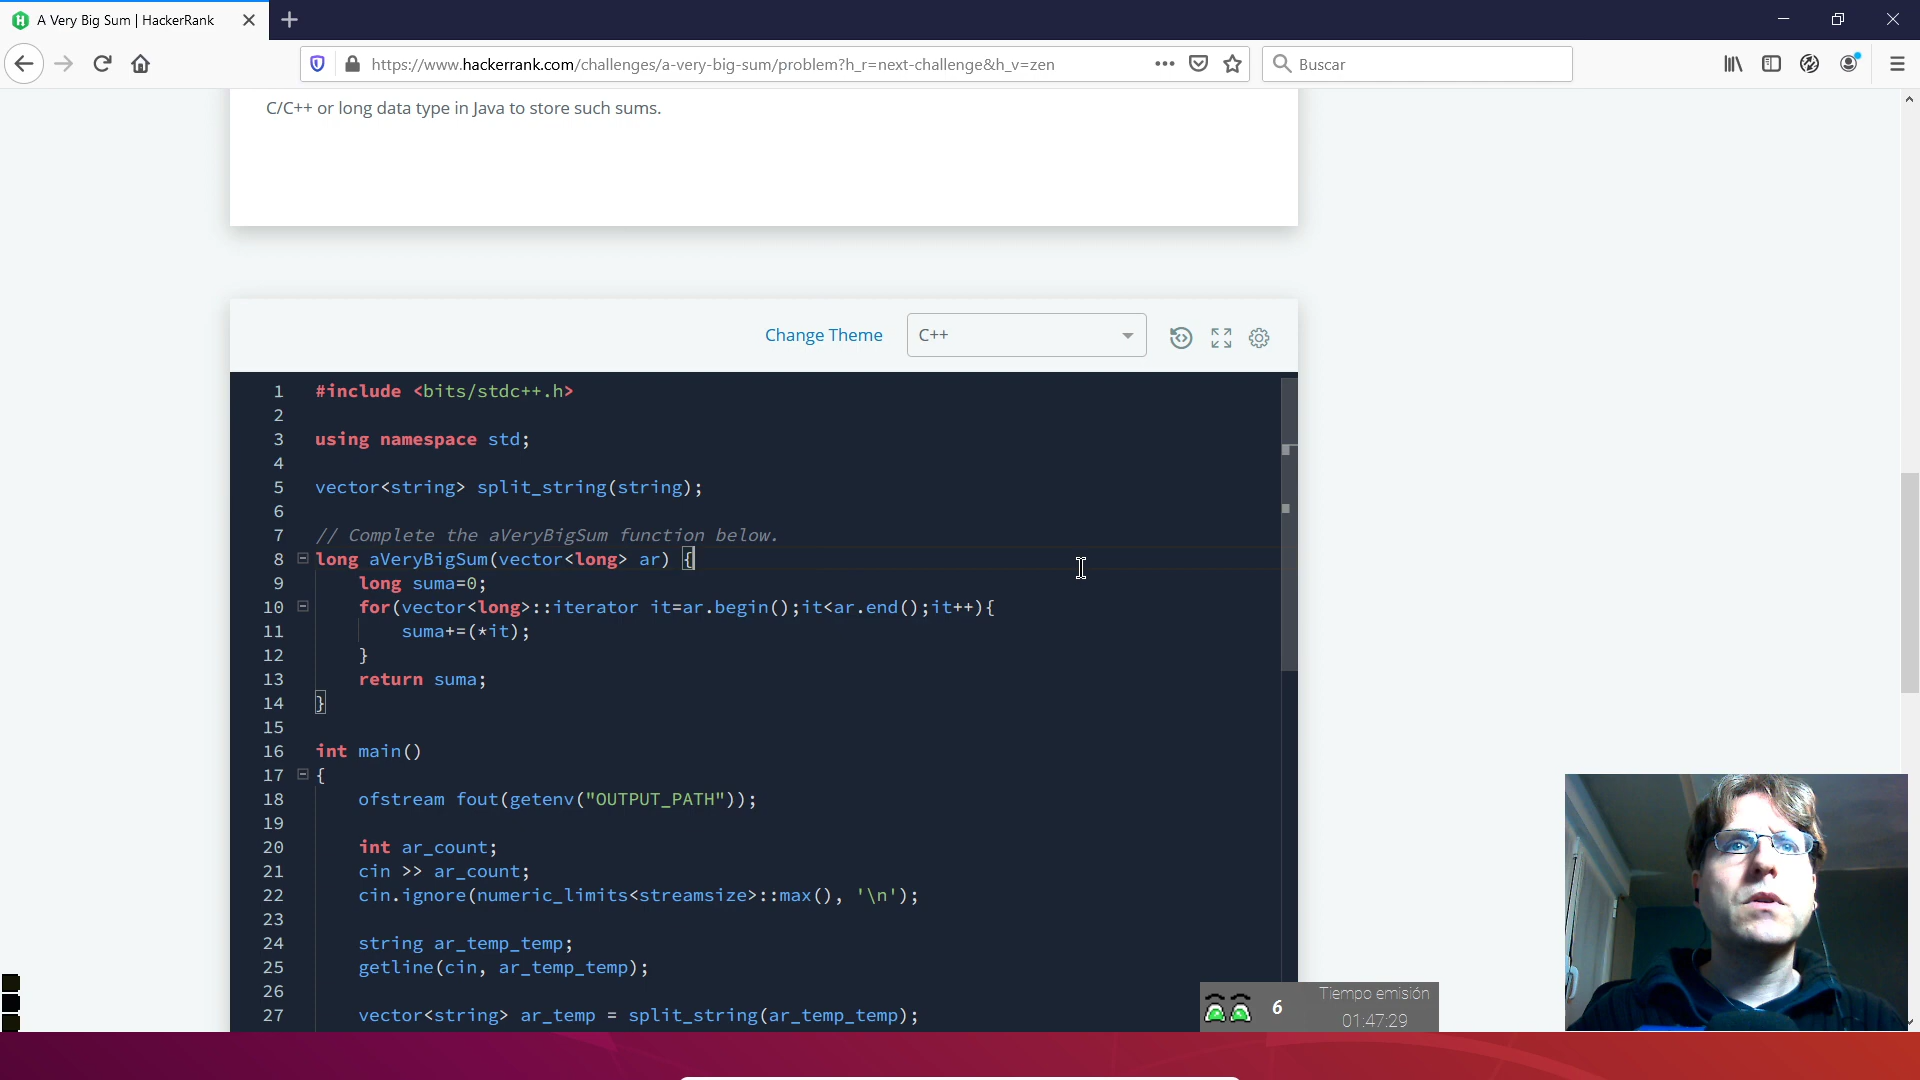 A Very Big Sum | HackerRank
https://www.hackerrank.com/challenges/a-very-big-sum/problem?h_r=next-challenge&h_v=zen
Buscar
C/C++ or long data type in Java to store such sums.
Change Theme
C++
1 #include <bits/stdc++.h>
2
3 using namespace std;
4
5 vector<string> split_string(string);
6
7 // Complete the aVeryBigSum function below.
8 long aVeryBigSum(vector<long> ar) {
9 long suma=0;
10 for(vector<long>::iterator it=ar.begin();it<ar.end();it++){
11 suma+=(*it);
12 }
13 return suma;
14 }
15
16 int main()
17 {
18 ofstream fout(getenv("OUTPUT_PATH"));
19
20 int ar_count;
21 cin >> ar_count;
22 cin.ignore(numeric_limits<streamsize>::max(), '\n');
23
24 string ar_temp_temp;
25 getline(cin, ar_temp_temp);
26
27 vector<string> ar_temp = split_string(ar_temp_temp);
6
Tiempo emisión
01:47:29